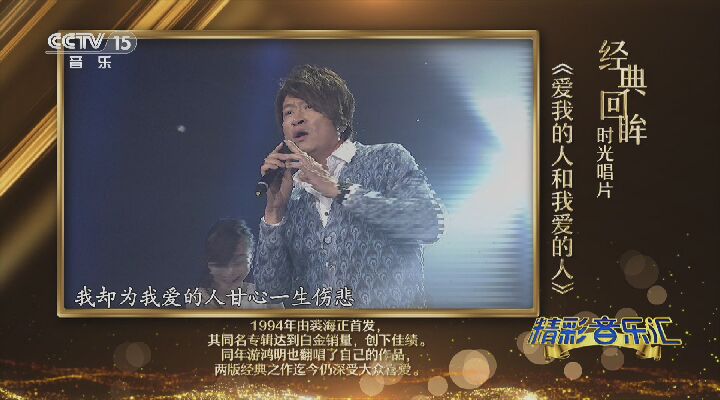 CCTV 15
音乐
经典回眸
时光唱片
《爱我的人和我爱的人》
我却为我爱的人甘心一生伤悲
精彩音乐汇
1994年由裘海正首发，
其同名专辑达到白金销量，创下佳绩。
同年游鸿明也翻唱了自己的作品，
两版经典之作迄今仍深受大众喜爱。